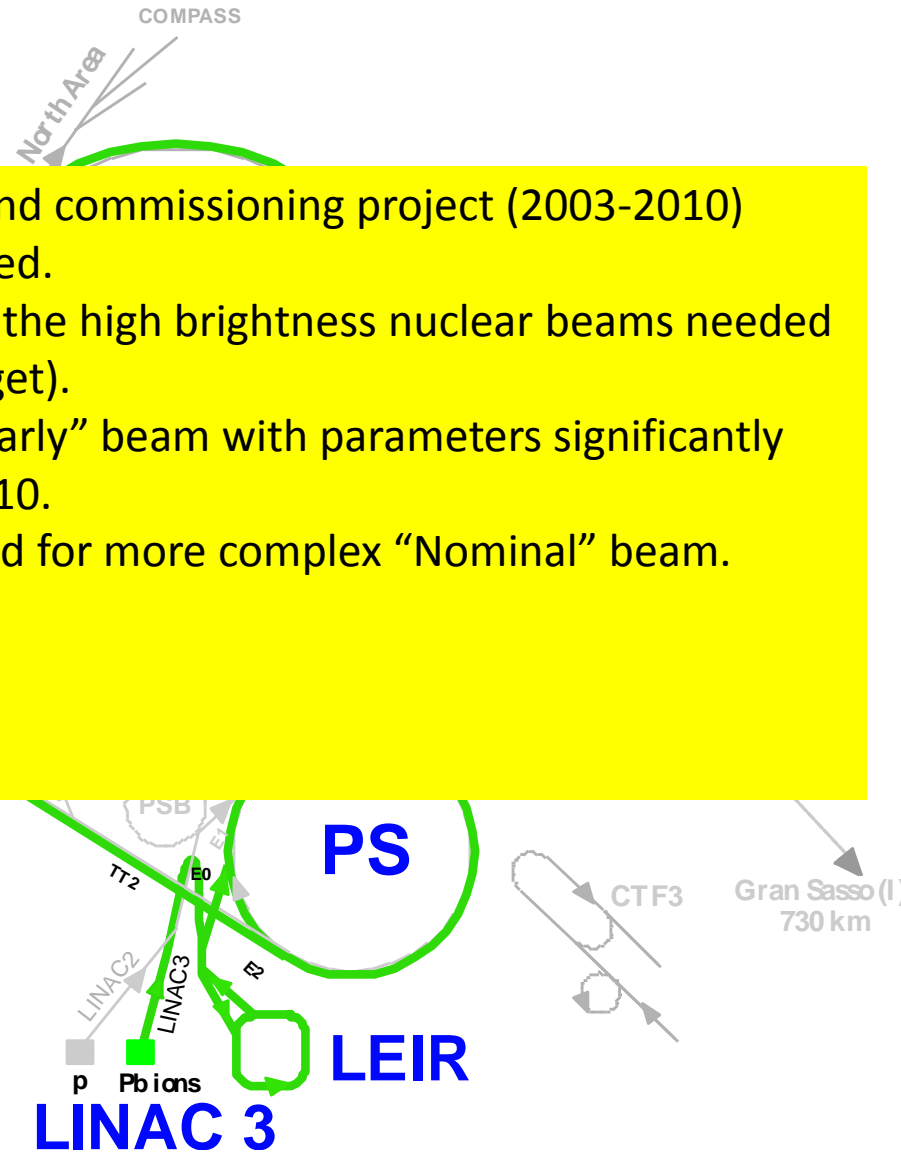 COMPASS
North Area
nd commissioning project (2003-2010)
ed.
the high brightness nuclear beams needed
get).
arly” beam with parameters significantly
10.
d for more complex “Nominal” beam.
PSB
E1
PS
TT2
E0
CTF3
Gran Sasso (I)
730 km
LINAC2
LINAC3
E2
LEIR
p
Pb ions
LINAC 3